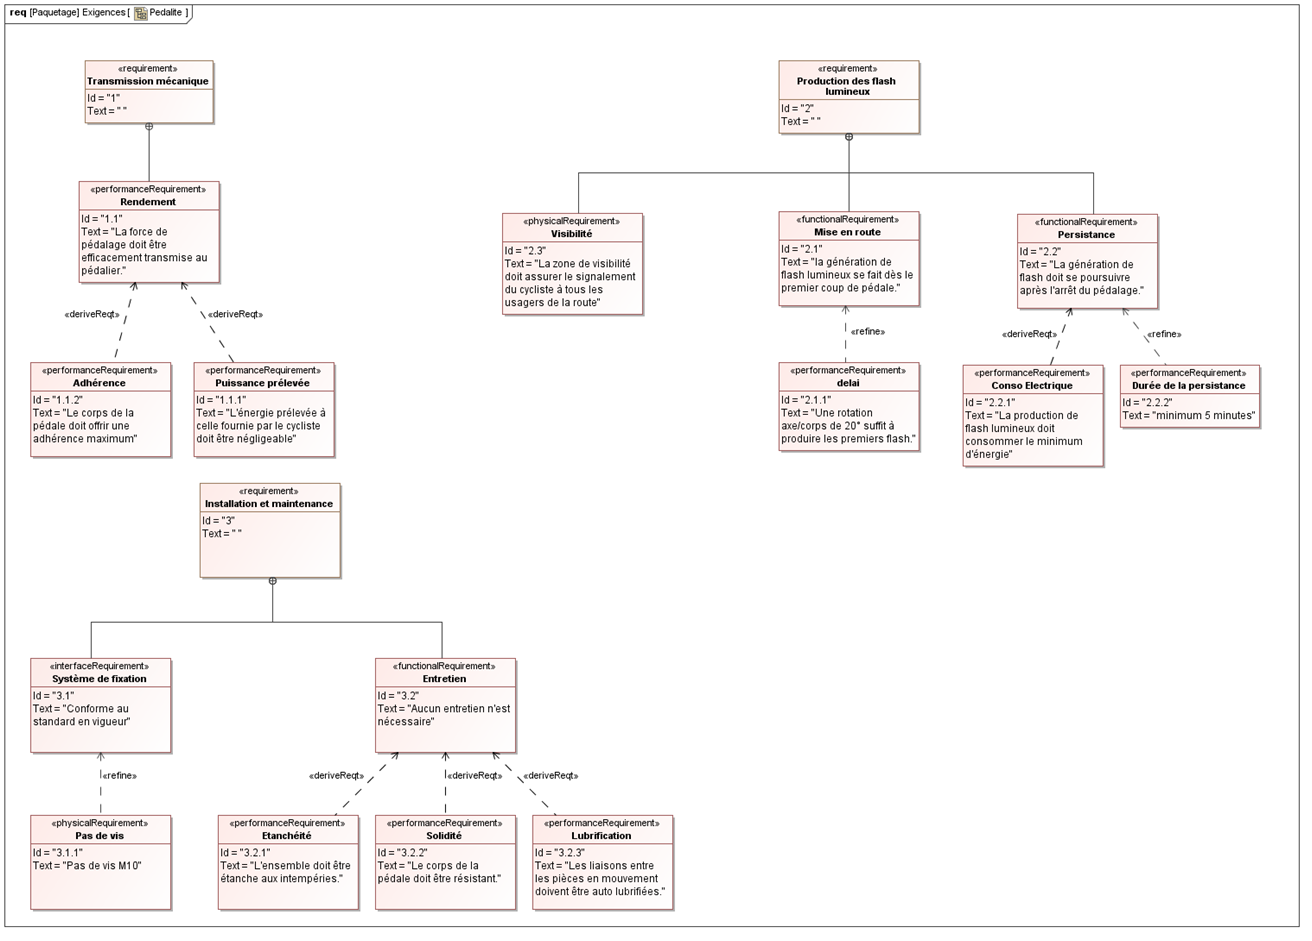 req [Paquetage] Exigences [ Pedalite ]
«requirement»
Transmission mécanique
Id = "1"
Text = " "
«requirement»
Production des flash
lumineux
Id = "2"
Text = " "
«performanceRequirement»
Rendement
Id = "1.1"
Text = "La force de
pédalage doit être
efficacement transmise au
pédalier."
«physicalRequirement»
Visibilité
Id = "2.3"
Text = "La zone de visibilité
doit assurer le signalement
du cycliste à tous les
usagers de la route"
«functionalRequirement»
Mise en route
Id = "2.1"
Text = "la génération de
flash lumineux se fait dès le
premier coup de pédale."
«functionalRequirement»
Persistance
Id = "2.2"
Text = "La génération de
flash doit se poursuivre
après l'arrêt du pédalage."
«deriveReqt»
«deriveReqt»
«refine»
«deriveReqt»
«refine»
«performanceRequirement»
Adhérence
Id = "1.1.2"
Text = "Le corps de la
pédale doit offrir une
adhérence maximum"
«performanceRequirement»
Puissance prélevée
Id = "1.1.1"
Text = "L'énergie prélevée à
celle fournie par le cycliste
doit être négligeable"
«performanceRequirement»
delai
Id = "2.1.1"
Text = "Une rotation
axe/corps de 20° suffit à
produire les premiers flash."
«performanceRequirement»
Conso Electrique
Id = "2.2.1"
Text = "La production de
flash lumineux doit
consommer le minimum
d'énergie"
«performanceRequirement»
Durée de la persistance
Id = "2.2.2"
Text = "minimum 5 minutes"
«requirement»
Installation et maintenance
Id = "3"
Text = " "
«interfaceRequirement»
Système de fixation
Id = "3.1"
Text = "Conforme au
standard en vigueur"
«functionalRequirement»
Entretien
Id = "3.2"
Text = "Aucun entretien n'est
nécessaire"
«refine»
«deriveReqt»
«deriveReqt»
«deriveReqt»
«physicalRequirement»
Pas de vis
Id = "3.1.1"
Text = "Pas de vis M10"
«performanceRequirement»
Etanchéité
Id = "3.2.1"
Text = "L'ensemble doit être
étanche aux intempéries."
«performanceRequirement»
Solidité
Id = "3.2.2"
Text = "Le corps de la
pédale doit être résistant."
«performanceRequirement»
Lubrification
Id = "3.2.3"
Text = "Les liaisons entre
les pièces en mouvement
doivent être auto lubrifiées."